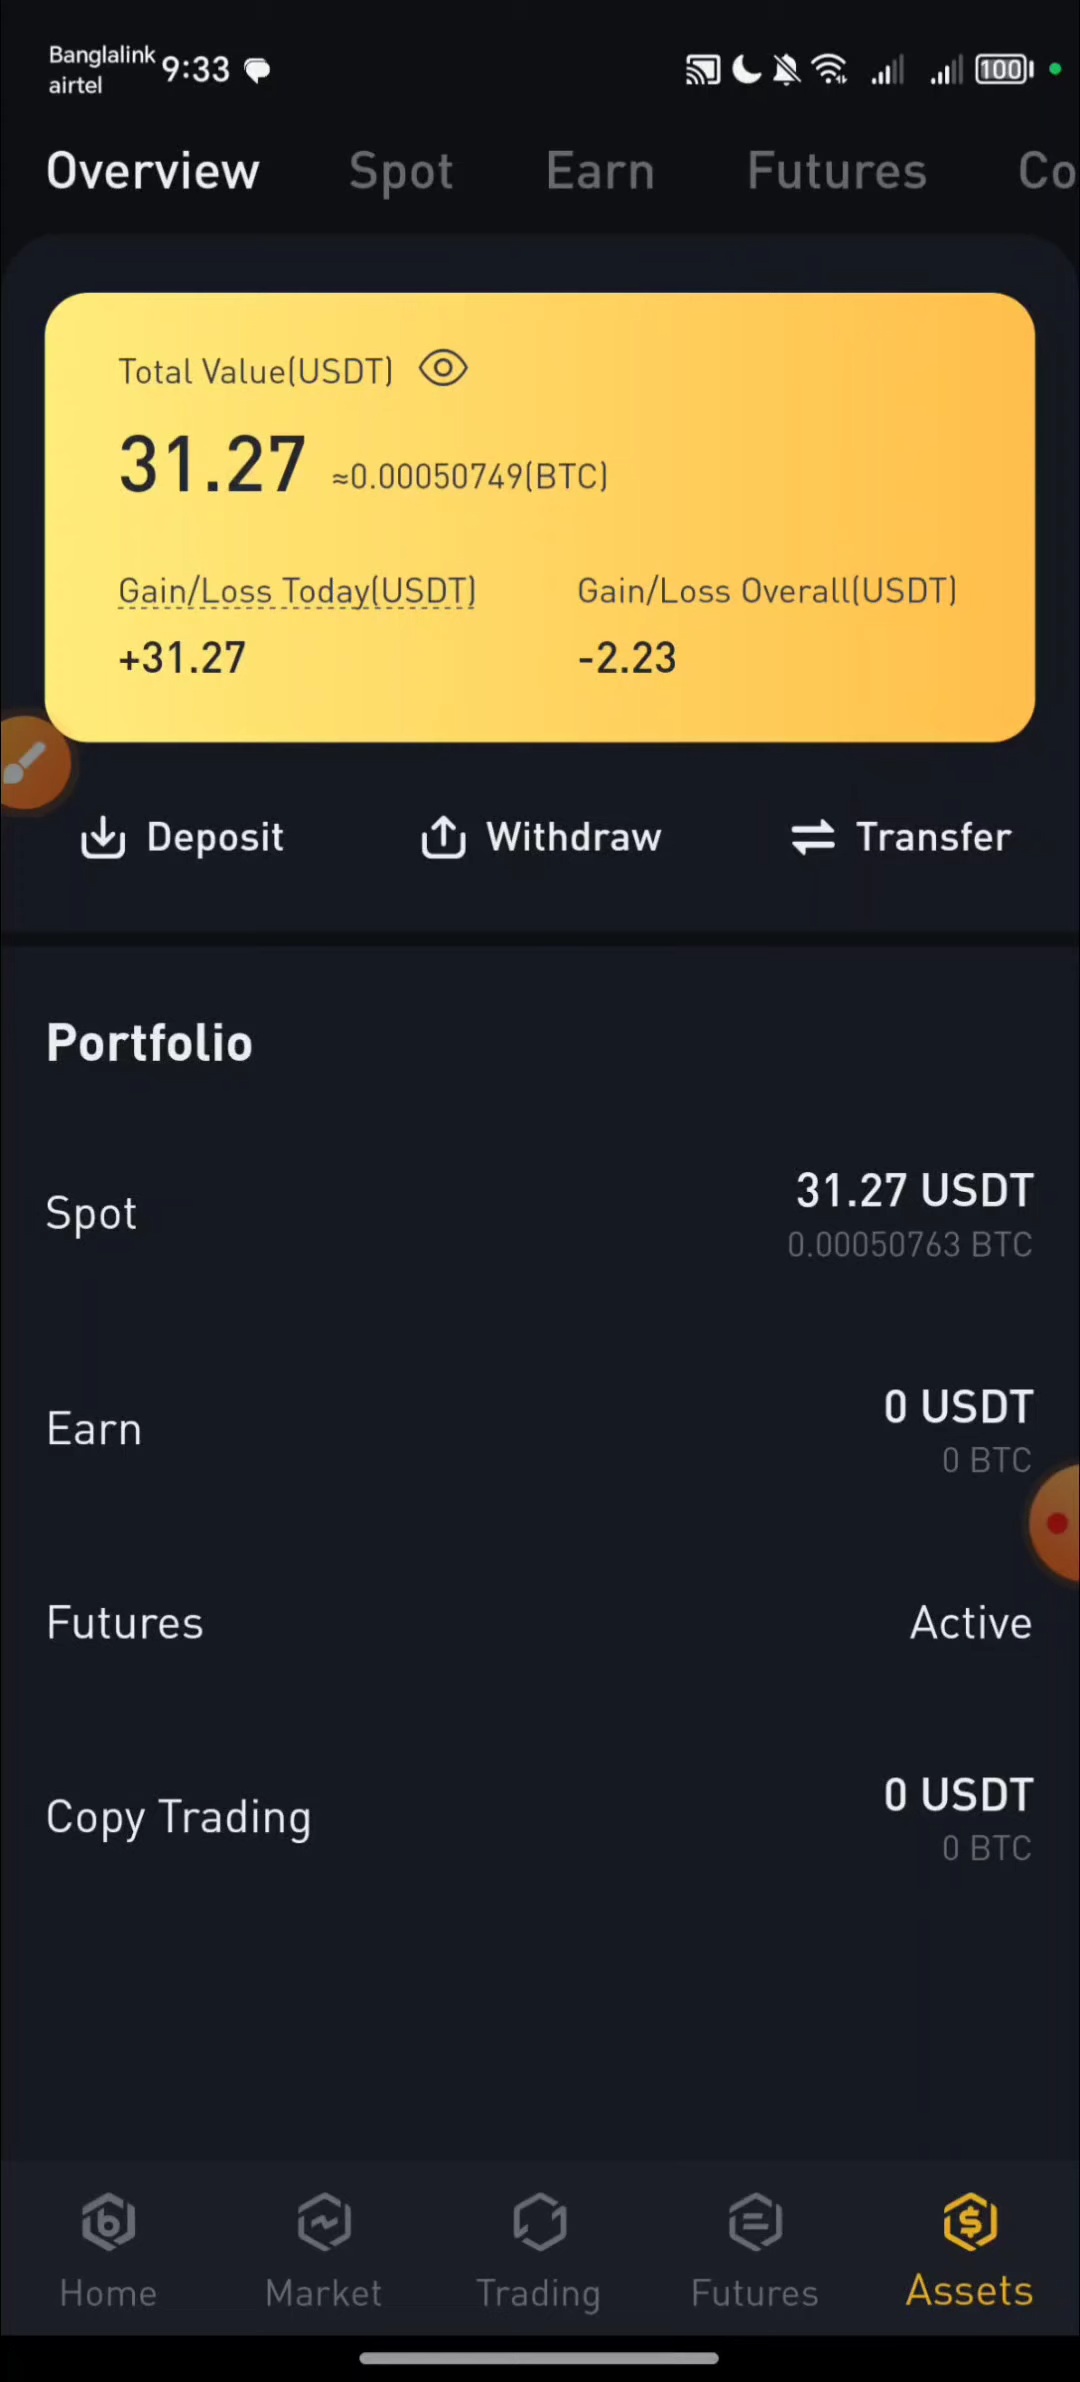 Banglalink
airtel
9:33
100
Overview Spot Earn Futures Co
Total Value(USDT)
31.27 ≈0.00050749(BTC)
Gain/Loss Today(USDT) Gain/Loss Overall(USDT)
+31.27 -2.23
Deposit Withdraw Transfer
Portfolio
Spot
31.27 USDT
0.00050763 BTC
Earn
0 USDT
0 BTC
Futures Active
Copy Trading
0 USDT
0 BTC
Home Market Trading Futures Assets